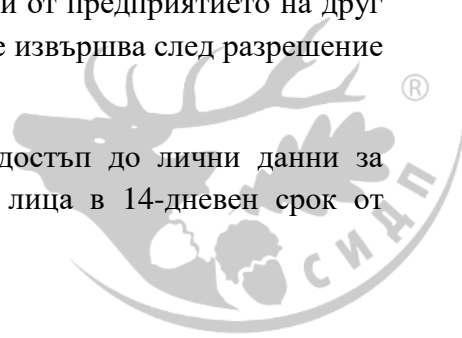 и от предприятието на друг
е извършва след разрешение
®
достъп до лични данни за
лица в 14-дневен срок от
СИДП